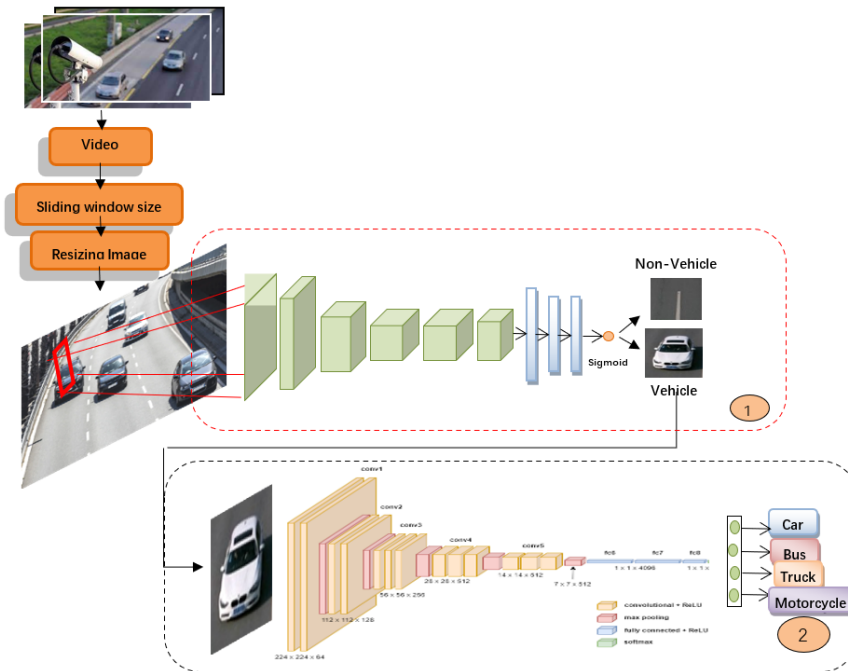 Video
Sliding window size
Resizing Image
Non-Vehicle
Sigmoid
Vehicle
1
conv1
conv2
conv3
conv4
conv5
fc6
fc7
fc8
1 × 1 × 4096
1 × 1 ×
7 × 7 × 512
14 × 14 × 512
28 × 28 × 512
56 × 56 × 256
112 × 112 × 128
224 × 224 × 64
convolutional + ReLU
max pooling
fully connected + ReLU
softmax
Car
Bus
Truck
Motorcycle
2